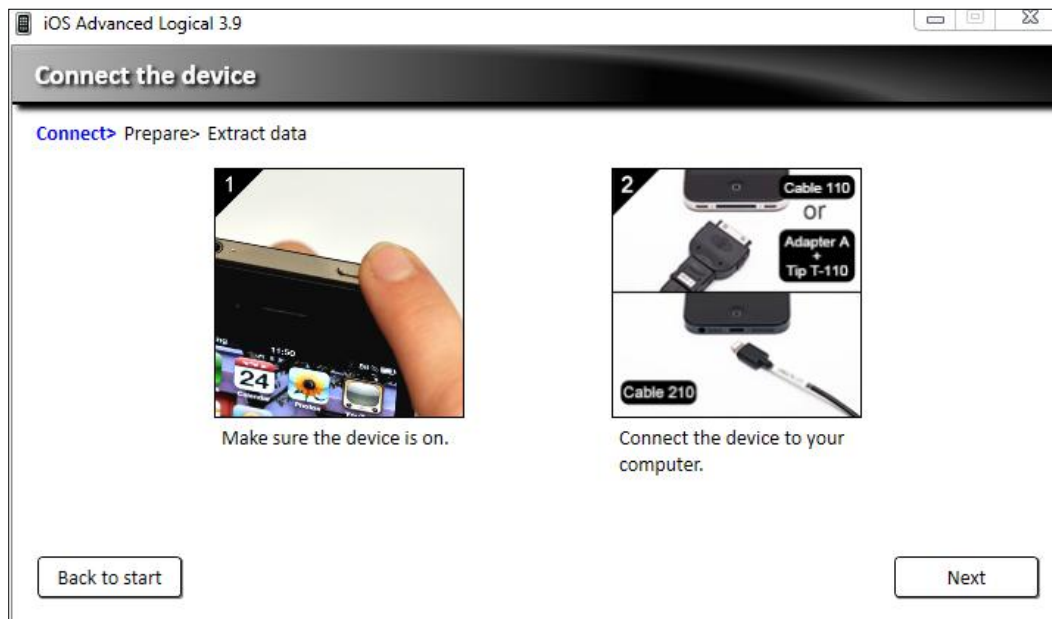 iOS Advanced Logical 3.9
Connect the device
Connect> Prepare> Extract data
1
11:50
24
Calendar
Photos
Make sure the device is on.
2
Cable 110
or
Adapter A
+
Tip T-110
Cable 210
Connect the device to your
computer.
Back to start
Next